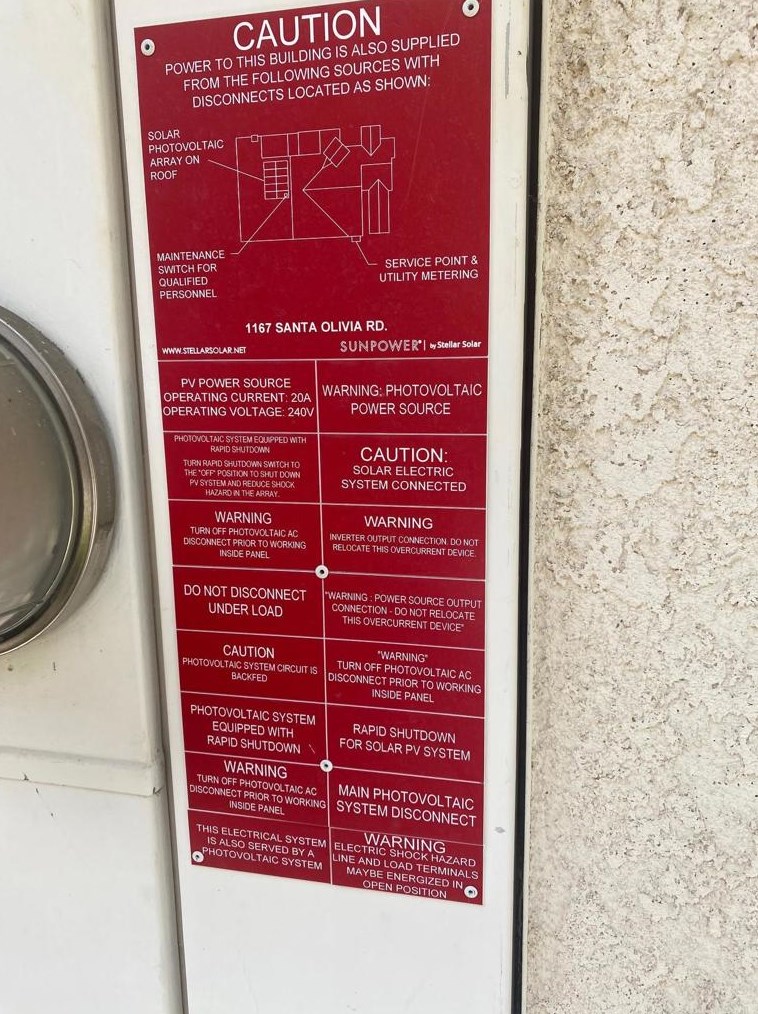 CAUTION
POWER TO THIS BUILDING IS ALSO SUPPLIED
FROM THE FOLLOWING SOURCES WITH
DISCONNECTS LOCATED AS SHOWN:
SOLAR
PHOTOVOLTAIC
ARRAY ON
ROOF
MAINTENANCE
SWITCH FOR
QUALIFIED
PERSONNEL
SERVICE POINT &
UTILITY METERING
1167 SANTA OLIVIA RD.
WWW.STELLARSOLAR.NET
SUNPOWER® | by Stellar Solar
PV POWER SOURCE
OPERATING CURRENT: 20A
OPERATING VOLTAGE: 240V
WARNING: PHOTOVOLTAIC
POWER SOURCE
PHOTOVOLTAIC SYSTEM EQUIPPED WITH
RAPID SHUTDOWN
TURN RAPID SHUTDOWN SWITCH TO
THE "OFF" POSITION TO SHUT DOWN
PV SYSTEM AND REDUCE SHOCK
HAZARD IN THE ARRAY.
CAUTION:
SOLAR ELECTRIC
SYSTEM CONNECTED
WARNING
TURN OFF PHOTOVOLTAIC AC
DISCONNECT PRIOR TO WORKING
INSIDE PANEL
WARNING
INVERTER OUTPUT CONNECTION. DO NOT
RELOCATE THIS OVERCURRENT DEVICE.
DO NOT DISCONNECT
UNDER LOAD
"WARNING : POWER SOURCE OUTPUT
CONNECTION - DO NOT RELOCATE
THIS OVERCURRENT DEVICE"
CAUTION
PHOTOVOLTAIC SYSTEM CIRCUIT IS
BACKFED
"WARNING"
TURN OFF PHOTOVOLTAIC AC
DISCONNECT PRIOR TO WORKING
INSIDE PANEL
PHOTOVOLTAIC SYSTEM
EQUIPPED WITH
RAPID SHUTDOWN
RAPID SHUTDOWN
FOR SOLAR PV SYSTEM
WARNING
TURN OFF PHOTOVOLTAIC AC
DISCONNECT PRIOR TO WORKING
INSIDE PANEL
MAIN PHOTOVOLTAIC
SYSTEM DISCONNECT
THIS ELECTRICAL SYSTEM
IS ALSO SERVED BY A
PHOTOVOLTAIC SYSTEM
WARNING
ELECTRIC SHOCK HAZARD
LINE AND LOAD TERMINALS
MAYBE ENERGIZED IN
OPEN POSITION